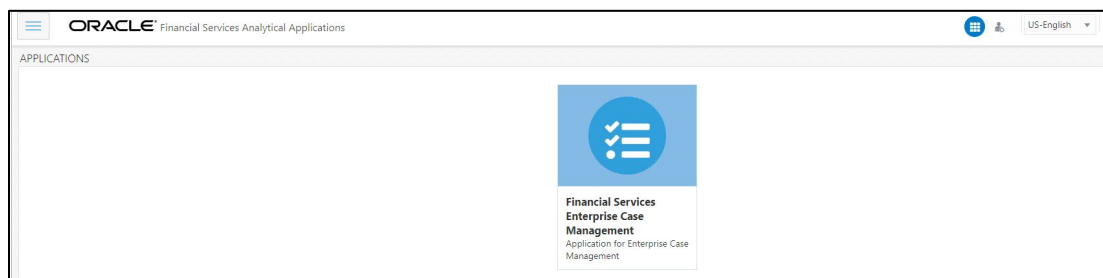 ORACLE® Financial Services Analytical Applications
US-English
APPLICATIONS
Financial Services
Enterprise Case
Management
Application for Enterprise Case
Management